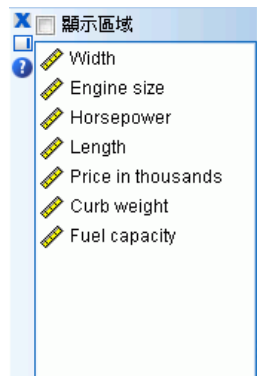 顯示區域
Width
Engine size
Horsepower
Length
Price in thousands
Curb weight
Fuel capacity